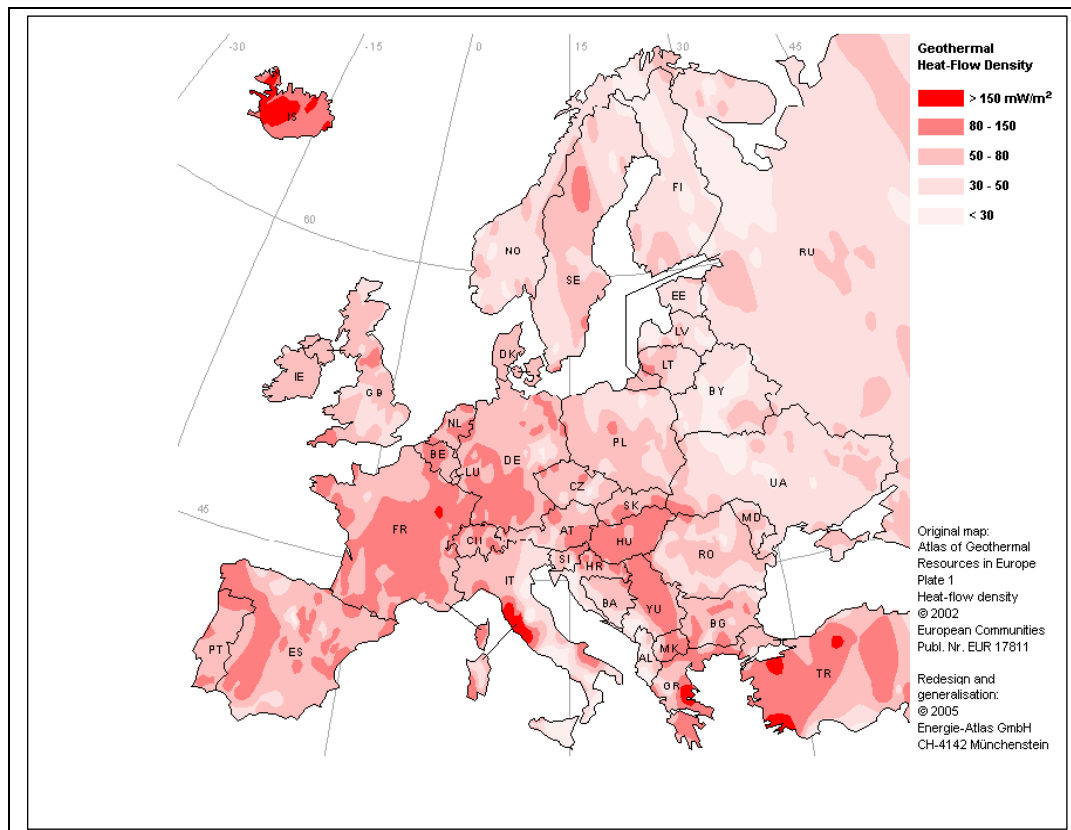 -30
-15
0
15
30
45
Geothermal
Heat-Flow Density
> 150 mW/m²
80 - 150
50 - 80
30 - 50
< 30
IS
60
FI
RU
NO
SE
EE
LV
DK
LT
IE
GB
BY
NL
PL
BE
DE
LU
CZ
UA
SK
MD
45
FR
AT
HU
CH
RO
SI
HR
IT
BA
YU
BG
PT
ES
AL
MK
TR
GR
Original map:
Atlas of Geothermal
Resources in Europe
Plate 1
Heat-flow density
© 2002
European Communities
Publ. Nr. EUR 17811
Redesign and
generalisation:
© 2005
Energie-Atlas GmbH
CH-4142 Münchenstein